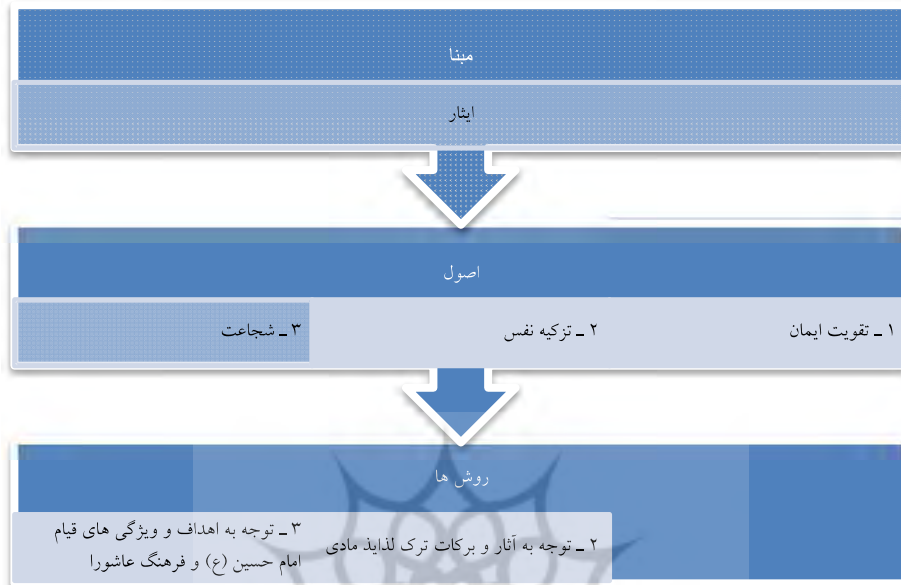 مبنا
ایثار
اصول
۱ ـ تقویت ایمان
۲ ـ تزکیه نفس
۳ ـ شجاعت
روش ها
۲ ـ توجه به آثار و برکات ترک لذایذ مادی
۳ ـ توجه به اهداف و ویژگی های قیام
امام حسین (ع) و فرهنگ عاشورا